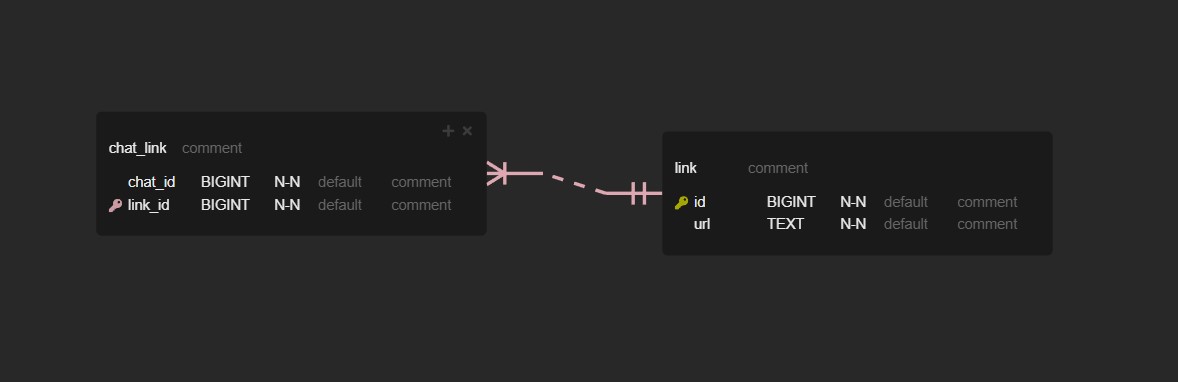 chat_link comment
chat_id BIGINT N-N default comment
link_id BIGINT N-N default comment
link comment
id BIGINT N-N default comment
url TEXT N-N default comment